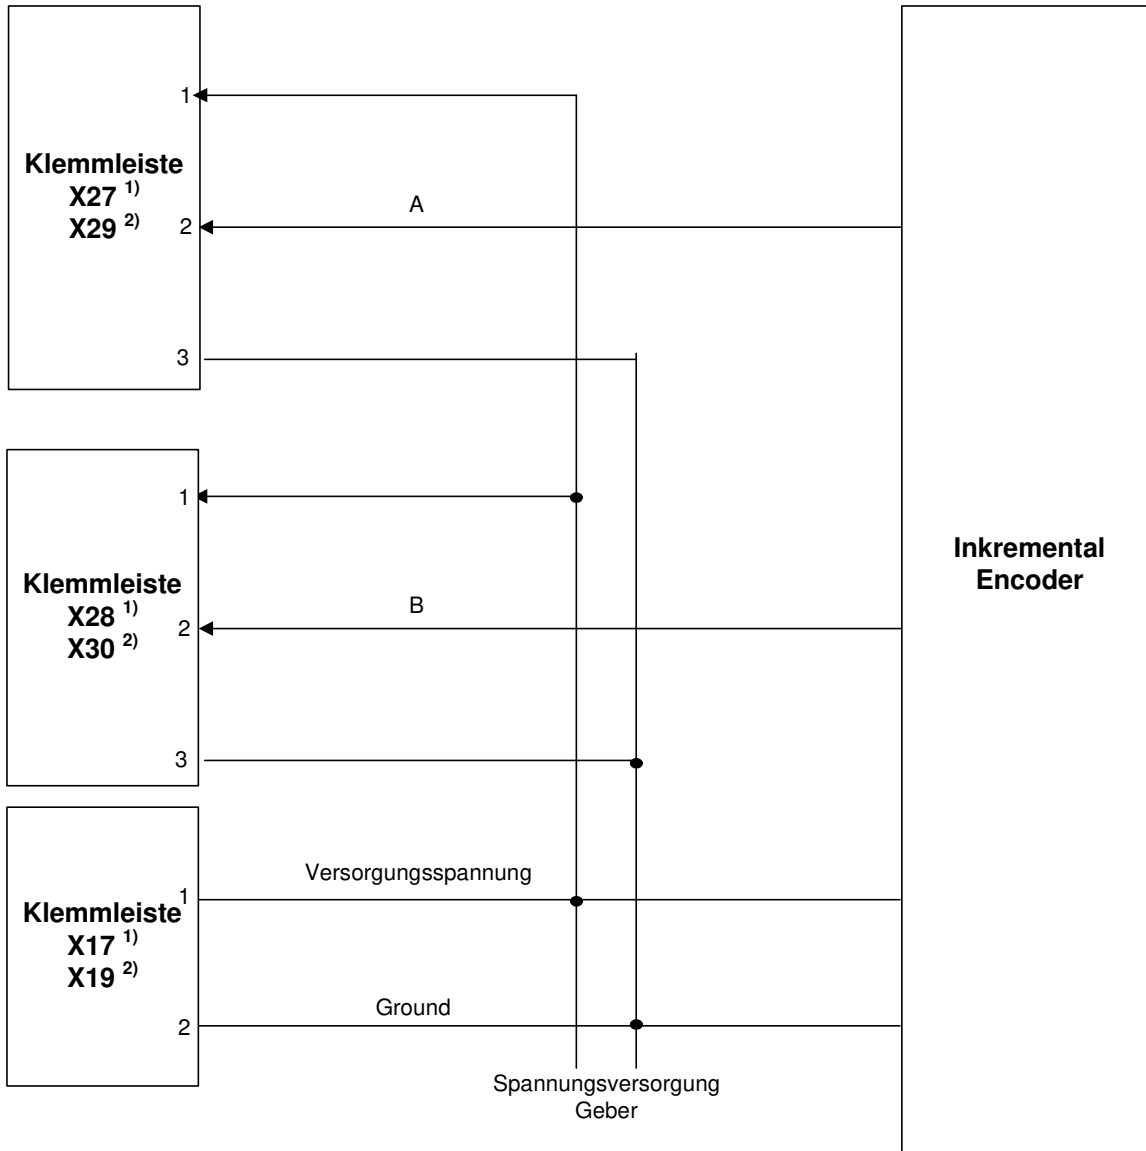 1
Klemmleiste
X27 1)
X29 2)
2
A
3
1
Klemmleiste
X28 1)
X30 2)
2
B
3
Inkremental
Encoder
Versorgungsspannung
1
Klemmleiste
X17 1)
X19 2)
Ground
2
Spannungsversorgung
Geber